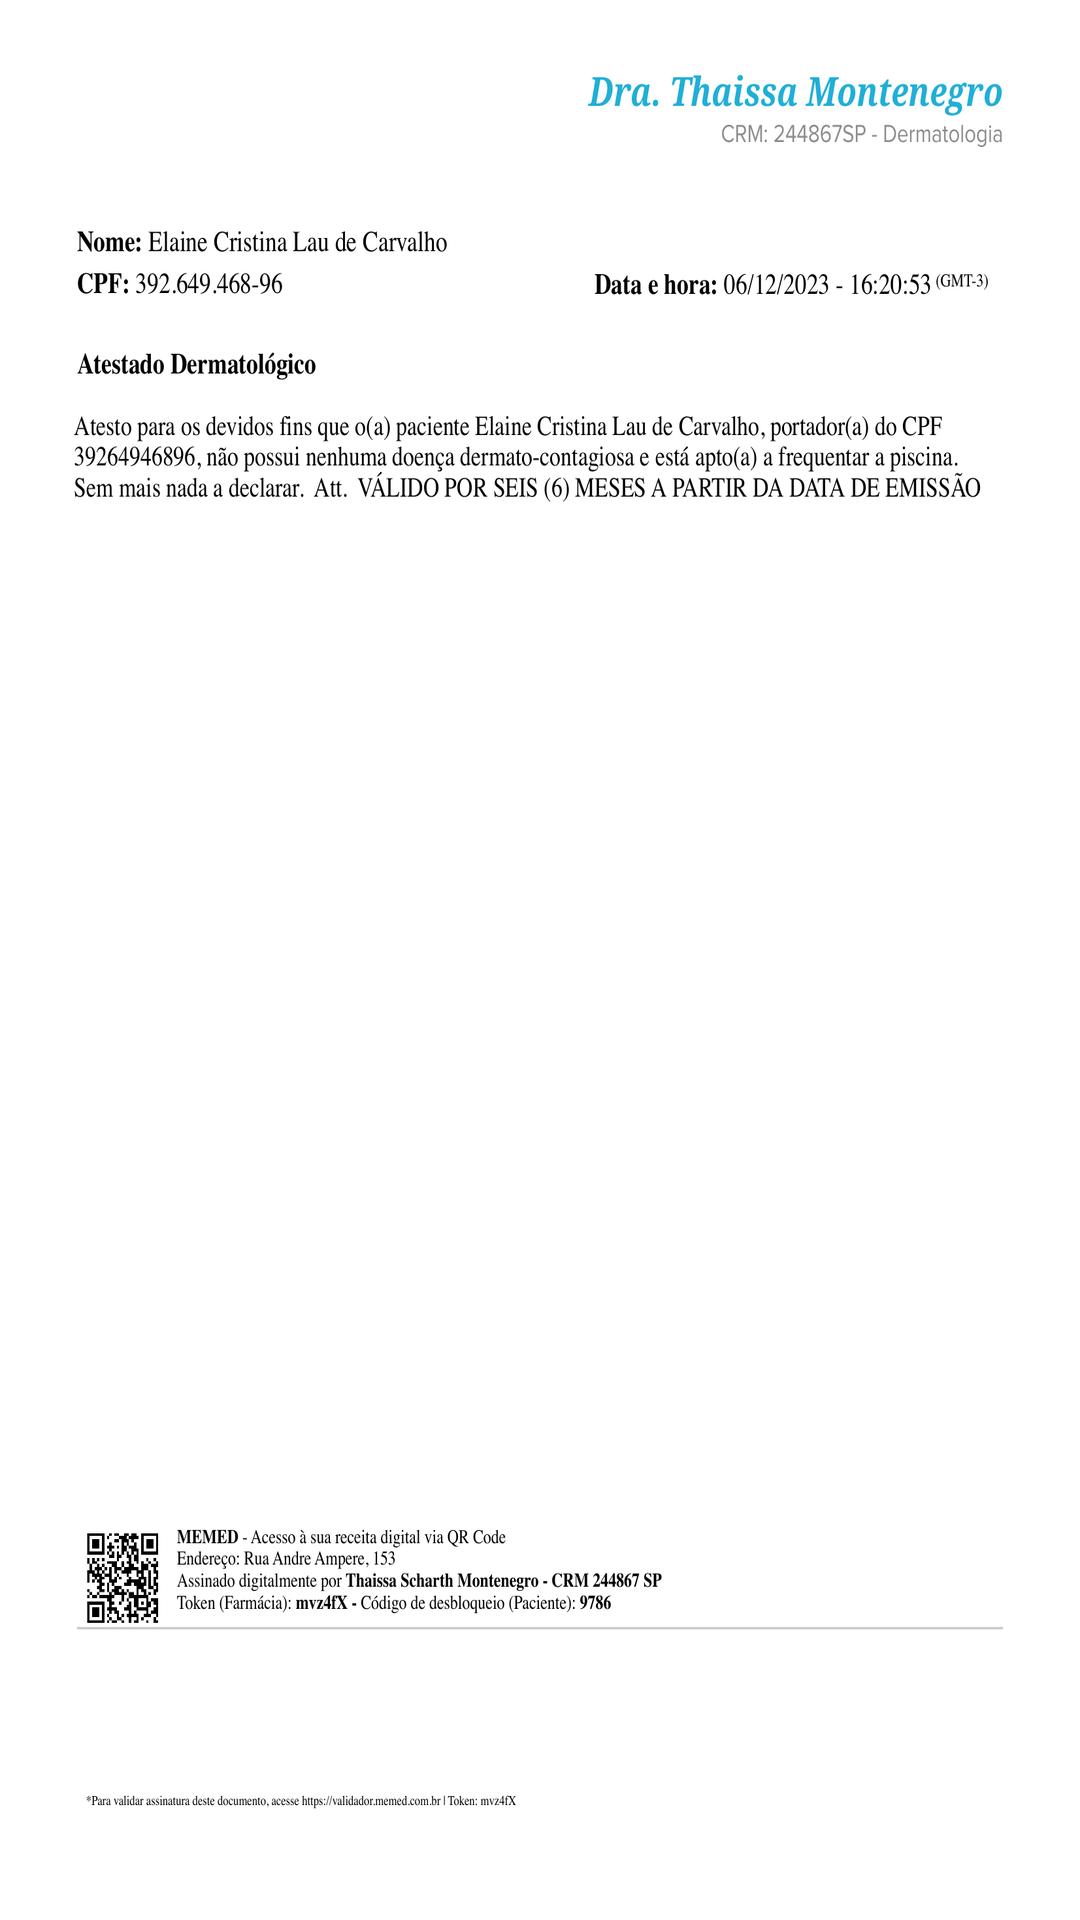 Dra. Thaissa Montenegro
CRM: 244867SP - Dermatologia
Nome: Elaine Cristina Lau de Carvalho
CPF: 392.649.468-96
Data e hora: 06/12/2023 - 16:20:53 (GMT-3)
Atestado Dermatológico
Atesto para os devidos fins que o(a) paciente Elaine Cristina Lau de Carvalho, portador(a) do CPF
39264946896, não possui nenhuma doença dermato-contagiosa e está apto(a) a frequentar a piscina.
Sem mais nada a declarar. Att. VÁLIDO POR SEIS (6) MESES A PARTIR DA DATA DE EMISSÃO
MEMED - Acesso à sua receita digital via QR Code
Endereço: Rua Andre Ampere, 153
Assinado digitalmente por Thaissa Scharth Montenegro - CRM 244867 SP
Token (Farmácia): mvz4fX - Código de desbloqueio (Paciente): 9786
*Para validar assinatura deste documento, acesse https://validador.memed.com.br | Token: mvz4fX